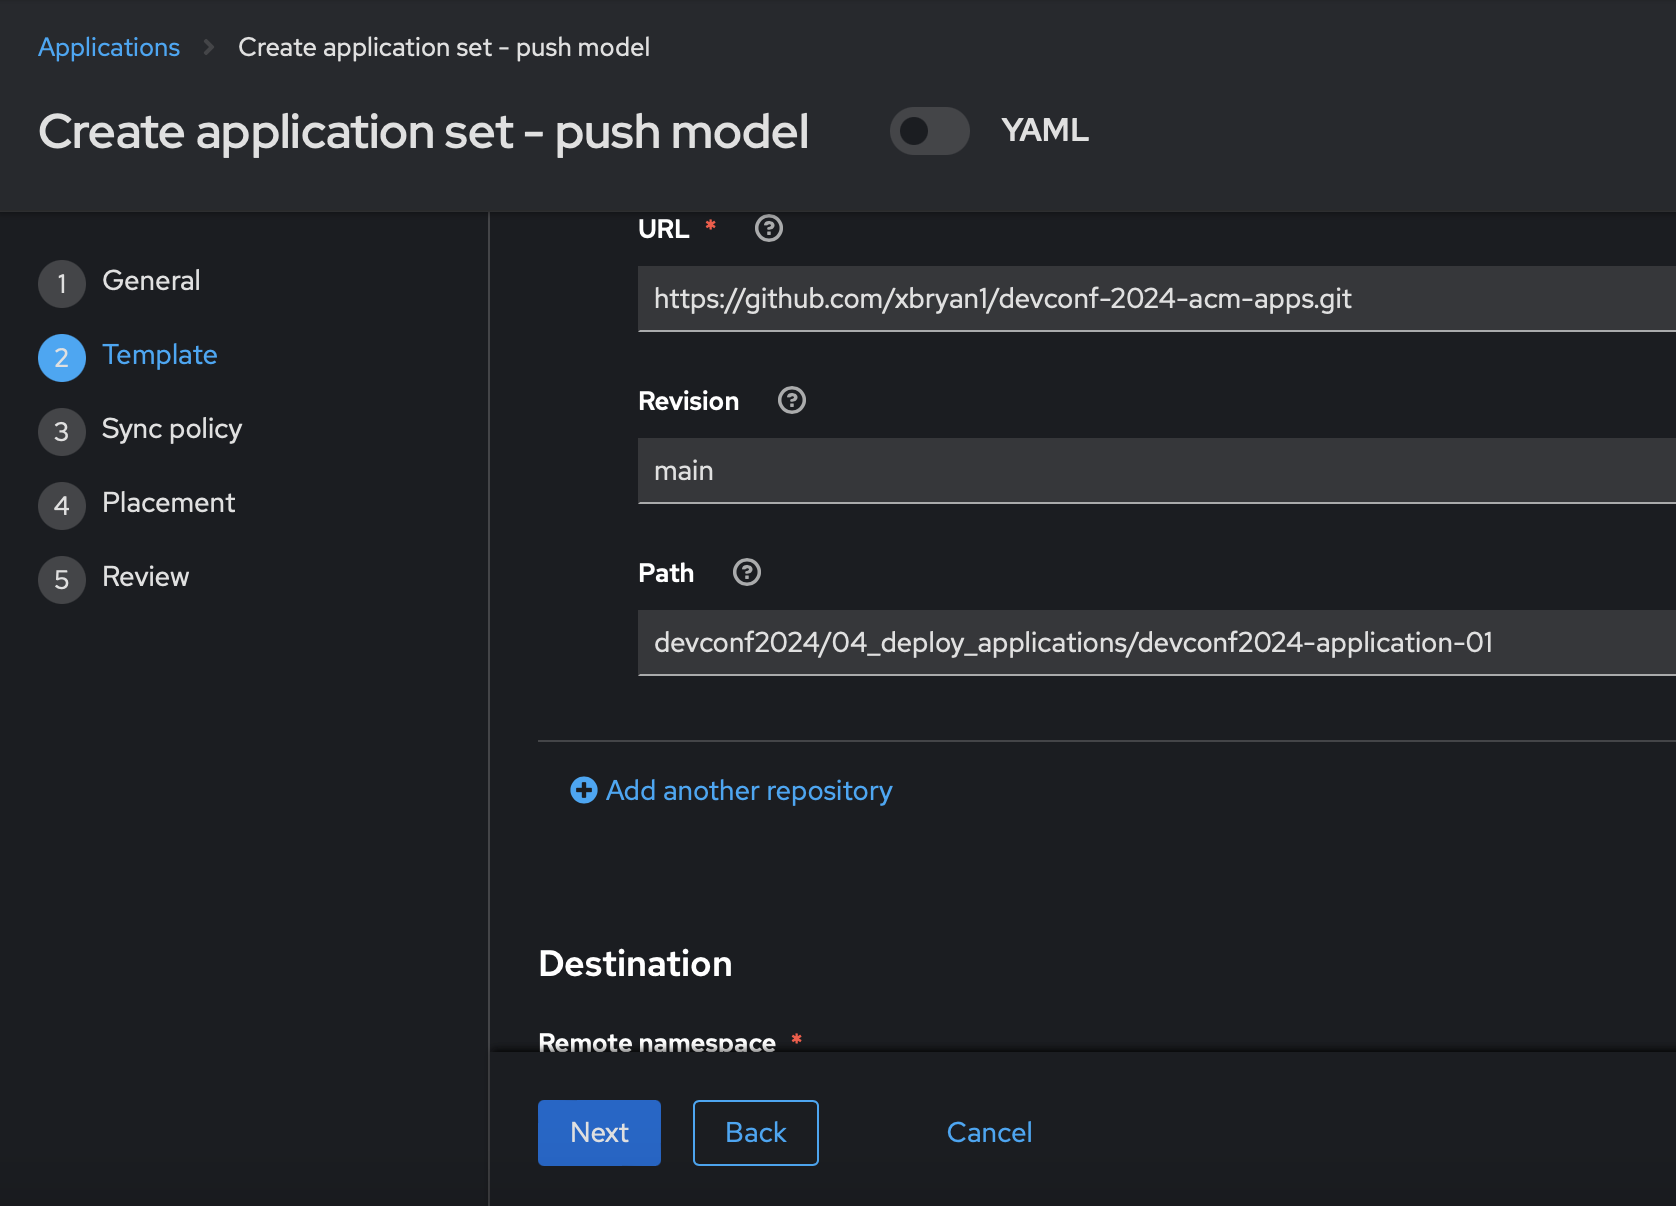 Applications > Create application set - push model
Create application set - push model
YAML
1 General
2 Template
3 Sync policy
4 Placement
5 Review
URL * ?
https://github.com/xbryan1/devconf-2024-acm-apps.git
Revision ?
main
Path ?
devconf2024/04_deploy_applications/devconf2024-application-01
Add another repository
Destination
Remote namespace *
Next Back Cancel